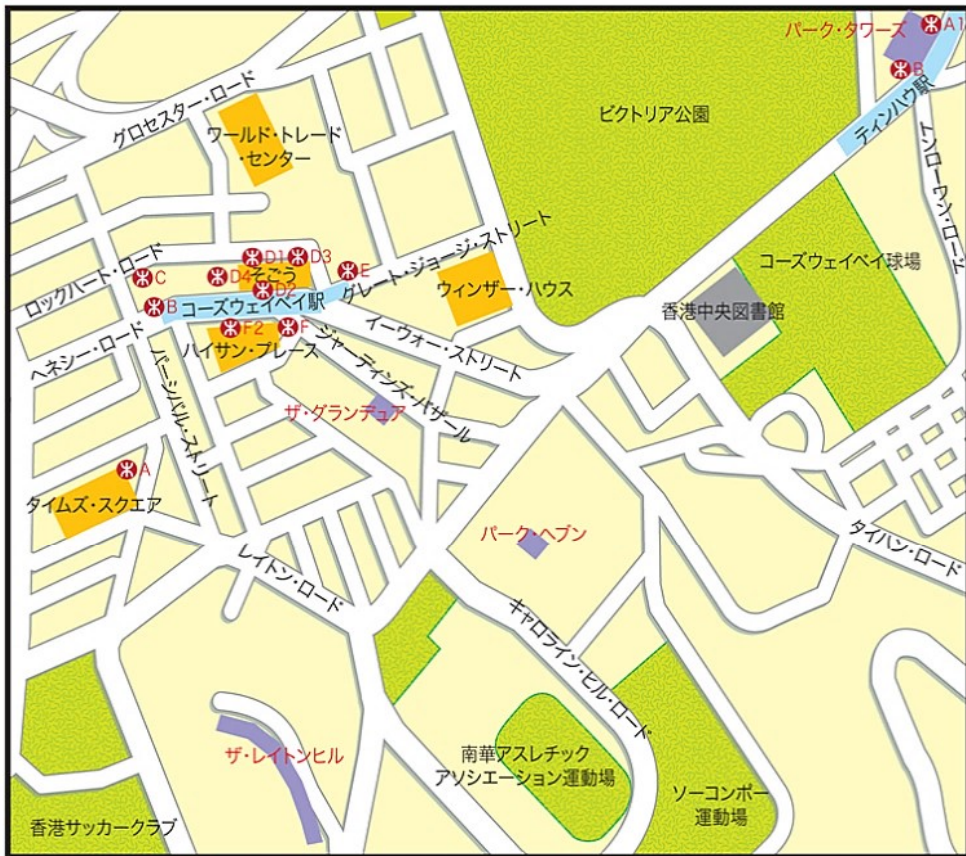 パーク・タワーズ
A1
B
グロセスター・ロード
ワールド・トレード
・センター
ビクトリア公園
ティンハウ駅
トンローワン・ローム
ロックハート・ロード
D1
D3
C
D4
そごう
E
D2
グレート・ジョージ・ストリート
ウィンザー・ハウス
コーズウェイベイ球場
香港中央図書館
B
コーズウェイベイ駅
ヘネシー・ロード
F2
F
ハイサン・プレース
イーウォー・ストリート
ジャーディンズ・バザール
パーシバル・ストリート
ザ・グランデュア
A
タイムズ・スクエア
レイトン・ロード
パーク・ヘブン
タイハン・ロード
キャロライン・ヒル・ロード
ザ・レイトンヒル
南華アスレチック
アソシエーション運動場
ソーコンポー
運動場
香港サッカークラブ